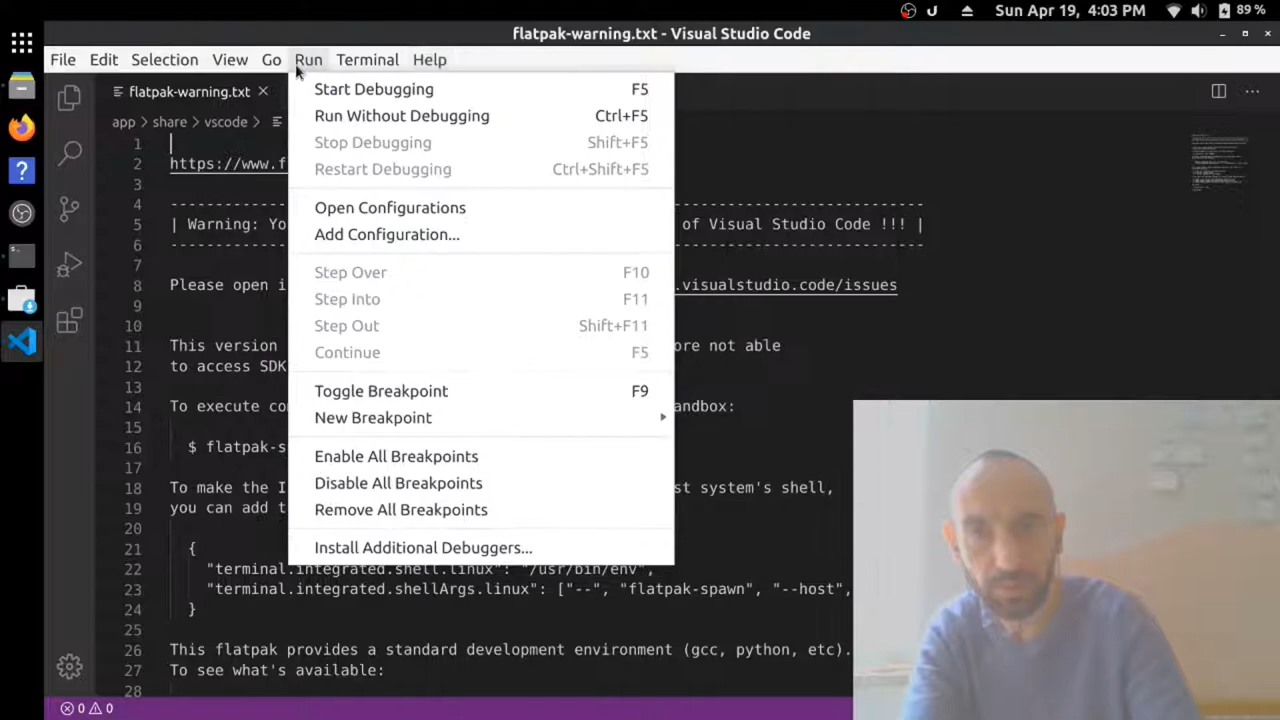 Sun Apr 19, 4:03 PM 89 %
flatpak-warning.txt - Visual Studio Code
File Edit Selection View Go Run Terminal Help
flatpak-warning.txt
app > share > vscode >
Start Debugging F5
Run Without Debugging Ctrl+F5
Stop Debugging Shift+F5
Restart Debugging Ctrl+Shift+F5
Open Configurations
Add Configuration...
Step Over F10
Step Into F11
Step Out Shift+F11
Continue F5
Toggle Breakpoint F9
New Breakpoint
Enable All Breakpoints
Disable All Breakpoints
Remove All Breakpoints
Install Additional Debuggers...
1
2 https://www.f
3
4 -------------------------------------------
5 | Warning: Yo of Visual Studio Code !!! |
6 -------------------------------------------
7
8 Please open i .visualstudio.code/issues
9
10
11 This version ore not able
12 to access SDK
13
14 To execute co andbox:
15
16 $ flatpak-s
17
18 To make the I st system's shell,
19 you can add t
20
21 {
22 "terminal.integrated.shell.linux": "/usr/bin/env",
23 "terminal.integrated.shellArgs.linux": ["--", "flatpak-spawn", "--host",
24 }
25
26 This flatpak provides a standard development environment (gcc, python, etc).
27 To see what's available:
28
0 0